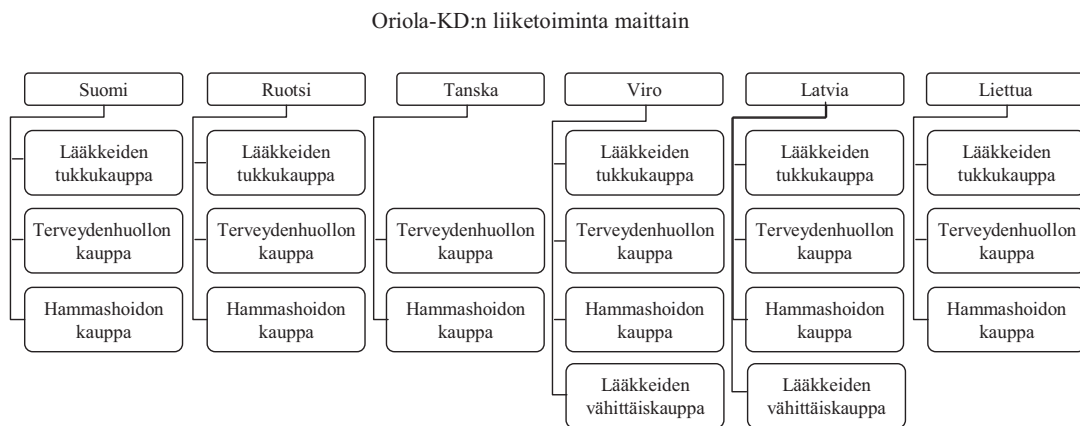 Oriola-KD:n liiketoiminta maittain
Suomi
Lääkkeiden
tukkukauppa
Terveydenhuollon
kauppa
Hammashoidon
kauppa
Ruotsi
Lääkkeiden
tukkukauppa
Terveydenhuollon
kauppa
Hammashoidon
kauppa
Tanska
Terveydenhuollon
kauppa
Hammashoidon
kauppa
Viro
Lääkkeiden
tukkukauppa
Terveydenhuollon
kauppa
Hammashoidon
kauppa
Lääkkeiden
vähittäiskauppa
Latvia
Lääkkeiden
tukkukauppa
Terveydenhuollon
kauppa
Hammashoidon
kauppa
Lääkkeiden
vähittäiskauppa
Liettua
Lääkkeiden
tukkukauppa
Terveydenhuollon
kauppa
Hammashoidon
kauppa